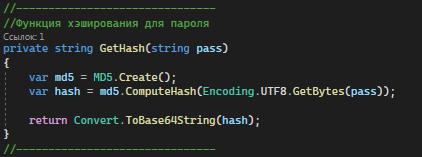 //-------------------------------
//Функция хэширования для пароля
Ссылок: 1
private string GetHash(string pass)
{
    var md5 = MD5.Create();
    var hash = md5.ComputeHash(Encoding.UTF8.GetBytes(pass));

    return Convert.ToBase64String(hash);
}
//-------------------------------